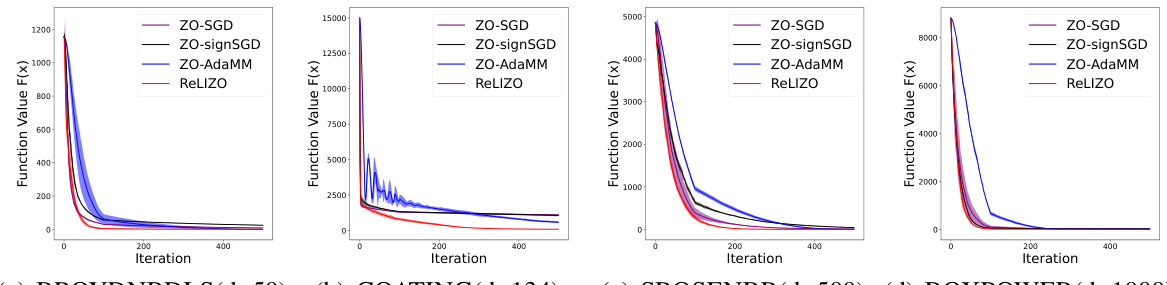 1200
1000
800
600
400
200
0
Function Value F(x)
ZO-SGD
ZO-signSGD
ZO-AdaMM
ReLIZO
0
200
400
Iteration
15000
12500
10000
7500
5000
2500
0
Function Value F(x)
ZO-SGD
ZO-signSGD
ZO-AdaMM
ReLIZO
0
200
400
Iteration
5000
4000
3000
2000
1000
0
Function Value F(x)
ZO-SGD
ZO-signSGD
ZO-AdaMM
ReLIZO
0
200
400
Iteration
8000
6000
4000
2000
0
Function Value F(x)
ZO-SGD
ZO-signSGD
ZO-AdaMM
ReLIZO
0
200
400
Iteration